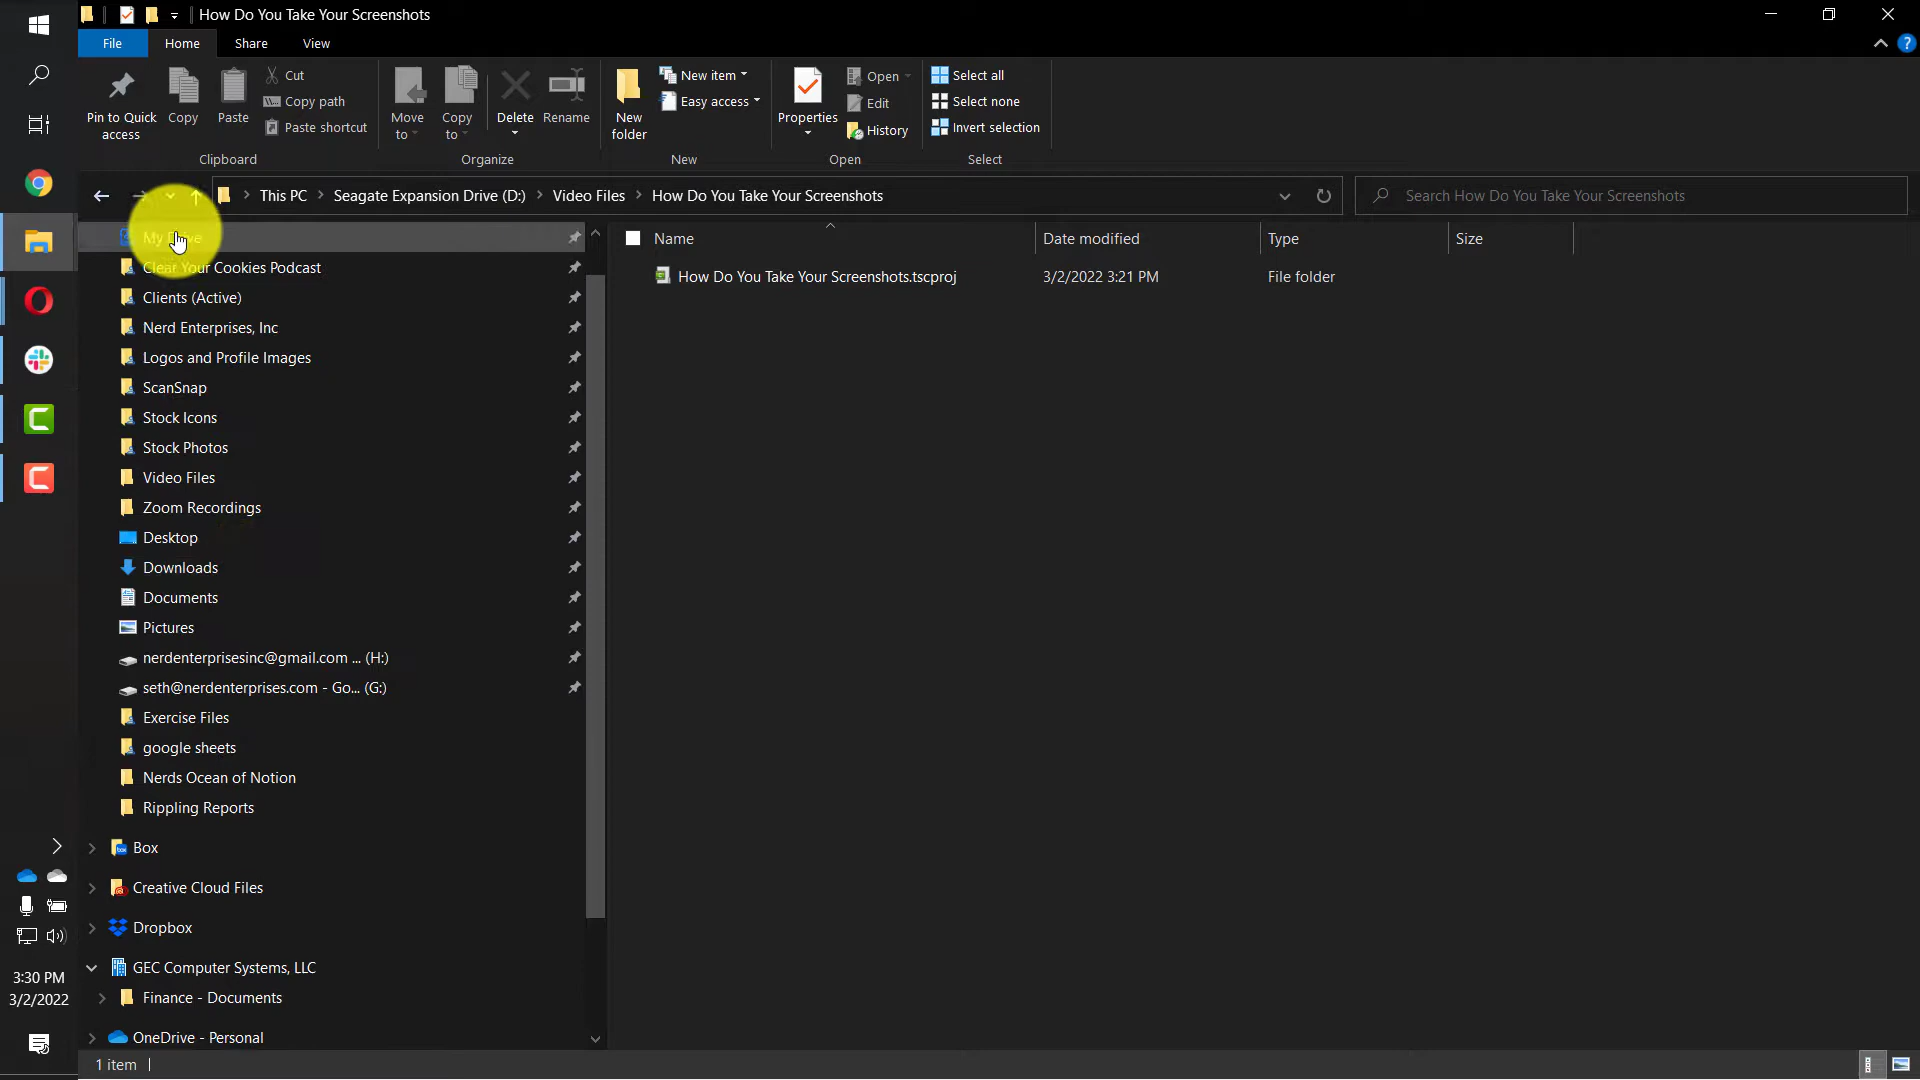 How Do You Take Your Screenshots
File Home Share View
Pin to Quick access
Copy
Paste
Cut
Copy path
Paste shortcut
Clipboard
Move to
Copy to
Delete
Rename
Organize
New folder
New item
Easy access
New
Properties
Open
Edit
History
Open
Select all
Select none
Invert selection
Select
This PC > Seagate Expansion Drive (D:) > Video Files > How Do You Take Your Screenshots
Search How Do You Take Your Screenshots
Name Date modified Type Size
How Do You Take Your Screenshots.tscproj 3/2/2022 3:21 PM File folder
My Drive
Clear Your Cookies Podcast
Clients (Active)
Nerd Enterprises, Inc
Logos and Profile Images
ScanSnap
Stock Icons
Stock Photos
Video Files
Zoom Recordings
Desktop
Downloads
Documents
Pictures
nerdenterprisesinc@gmail.com ... (H:)
seth@nerdenterprises.com - Go... (G:)
Exercise Files
google sheets
Nerds Ocean of Notion
Rippling Reports
Box
Creative Cloud Files
Dropbox
GEC Computer Systems, LLC
Finance - Documents
OneDrive - Personal
1 item
3:30 PM
3/2/2022